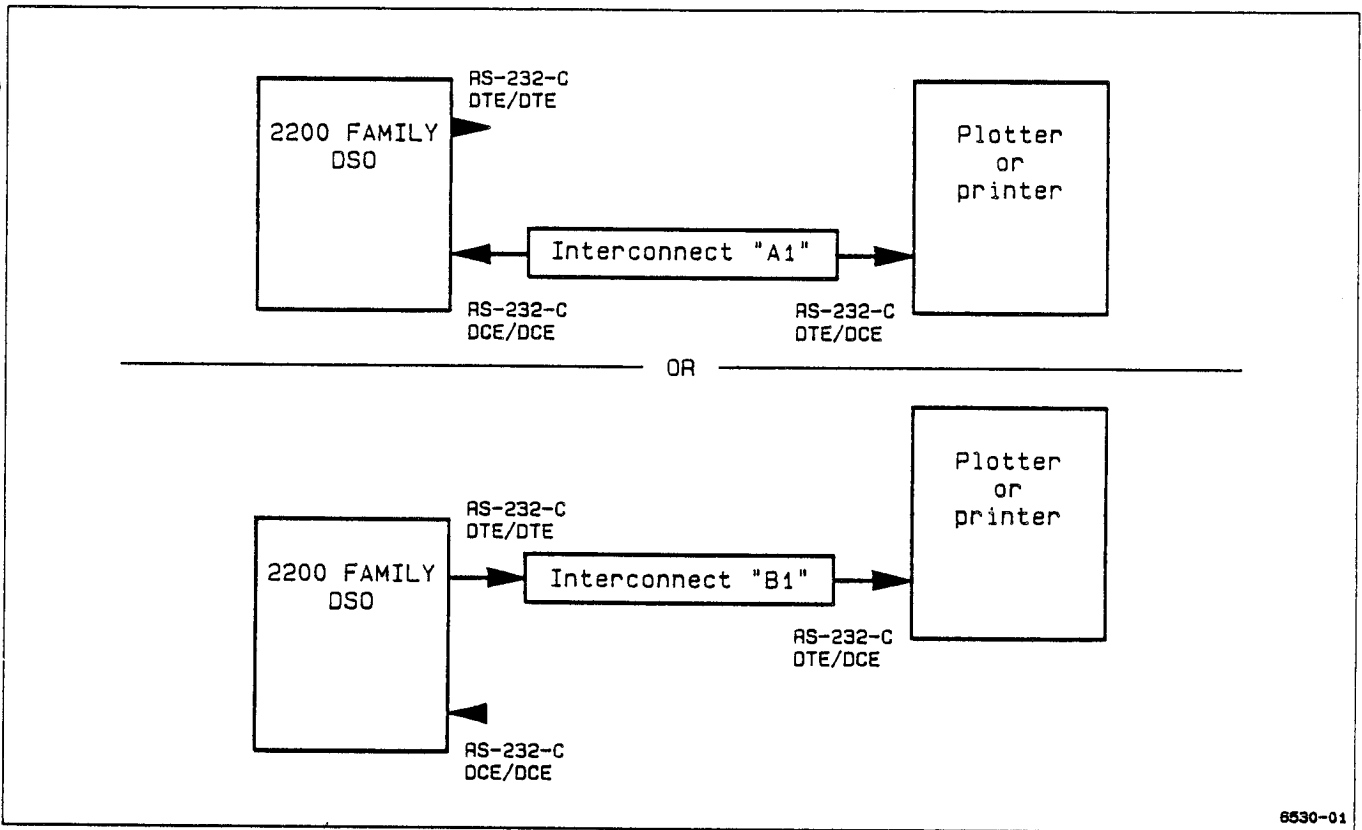 RS-232-C
DTE/DTE
2200 FAMILY
DSO
Plotter
or
printer
Interconnect "A1"
RS-232-C
DCE/DCE
RS-232-C
DTE/DCE
OR
Plotter
or
printer
RS-232-C
DTE/DTE
2200 FAMILY
DSO
Interconnect "B1"
RS-232-C
DTE/DCE
RS-232-C
DCE/DCE
6530-01